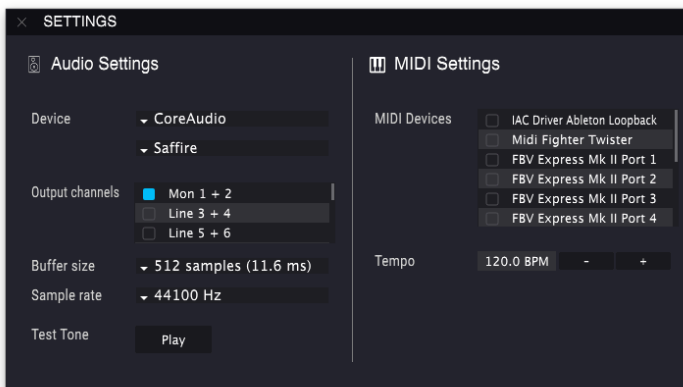 SETTINGS
Audio Settings
Device
CoreAudio
Saffire
Output channels
Mon 1 + 2
Line 3 + 4
Line 5 + 6
Buffer size
512 samples (11.6 ms)
Sample rate
44100 Hz
Test Tone
Play
MIDI Settings
MIDI Devices
IAC Driver Ableton Loopback
Midi Fighter Twister
FBV Express Mk II Port 1
FBV Express Mk II Port 2
FBV Express Mk II Port 3
FBV Express Mk II Port 4
Tempo
120.0 BPM - +